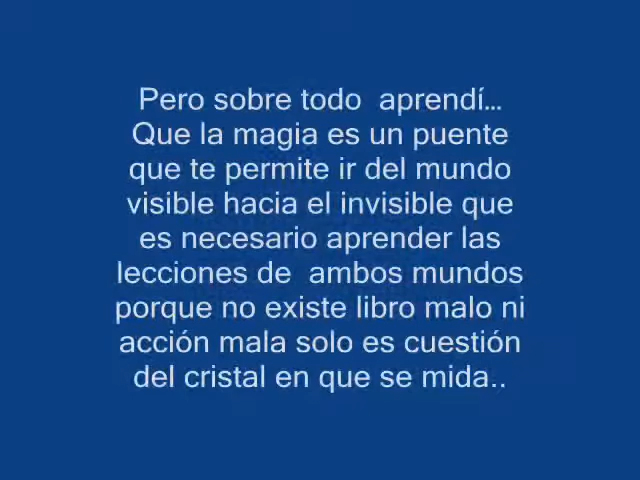 Pero sobre todo  aprendí...
Que la magia es un puente
que te permite ir del mundo
visible hacia el invisible que
es necesario aprender las
lecciones de  ambos mundos
porque no existe libro malo ni
acción mala solo es cuestión
del cristal en que se mida..